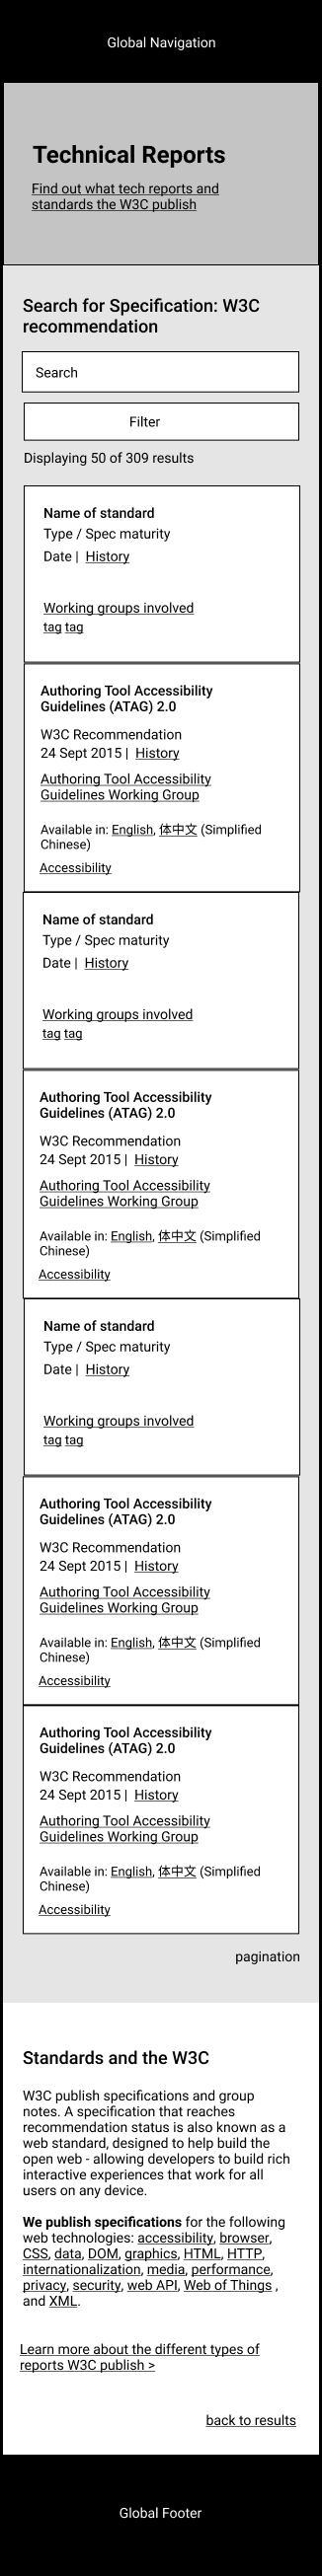 Global Navigation
Technical Reports
Find out what tech reports and
standards the W3C publish
Search for Specification: W3C
recommendation
Search
Filter
Displaying 50 of 309 results
Name of standard
Type / Spec maturity
Date | History
Working groups involved
tag tag
Authoring Tool Accessibility
Guidelines (ATAG) 2.0
W3C Recommendation
24 Sept 2015 | History
Authoring Tool Accessibility
Guidelines Working Group
Available in: English, 体中文 (Simplified
Chinese)
Accessibility
Name of standard
Type / Spec maturity
Date | History
Working groups involved
tag tag
Authoring Tool Accessibility
Guidelines (ATAG) 2.0
W3C Recommendation
24 Sept 2015 | History
Authoring Tool Accessibility
Guidelines Working Group
Available in: English, 体中文 (Simplified
Chinese)
Accessibility
Name of standard
Type / Spec maturity
Date | History
Working groups involved
tag tag
Authoring Tool Accessibility
Guidelines (ATAG) 2.0
W3C Recommendation
24 Sept 2015 | History
Authoring Tool Accessibility
Guidelines Working Group
Available in: English, 体中文 (Simplified
Chinese)
Accessibility
Authoring Tool Accessibility
Guidelines (ATAG) 2.0
W3C Recommendation
24 Sept 2015 | History
Authoring Tool Accessibility
Guidelines Working Group
Available in: English, 体中文 (Simplified
Chinese)
Accessibility
pagination
Standards and the W3C
W3C publish specifications and group
notes. A specification that reaches
recommendation status is also known as a
web standard, designed to help build the
open web - allowing developers to build rich
interactive experiences that work for all
users on any device.
We publish specifications for the following
web technologies: accessibility, browser,
CSS, data, DOM, graphics, HTML, HTTP,
internationalization, media, performance,
privacy, security, web API, Web of Things ,
and XML.
Learn more about the different types of
reports W3C publish >
back to results
Global Footer